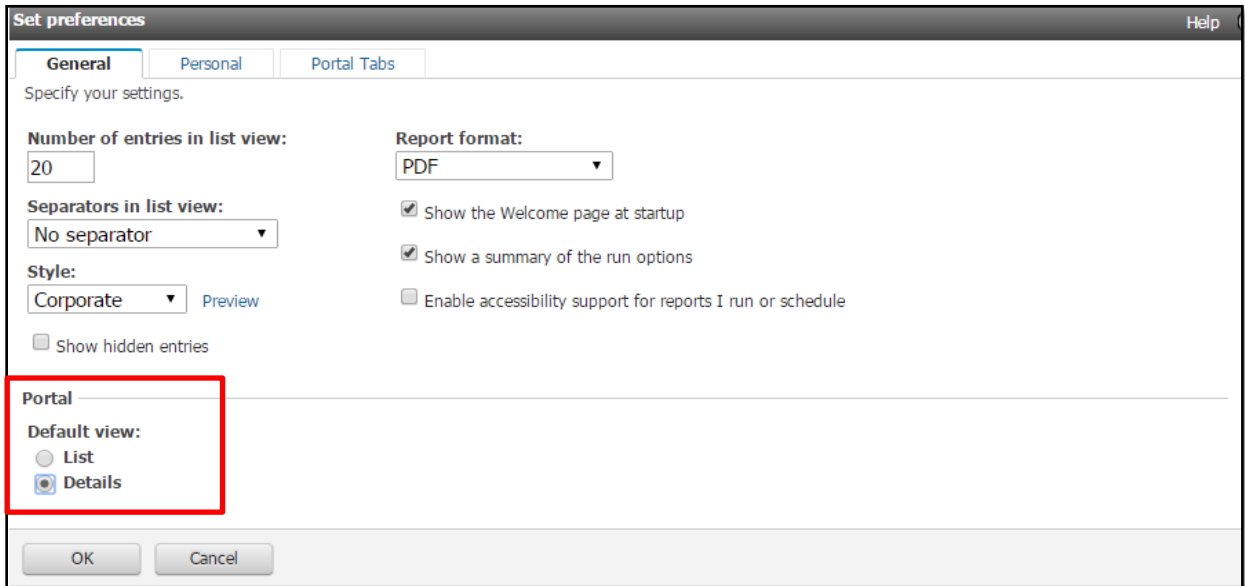 Set preferences
Help
General
Personal
Portal Tabs
Specify your settings.
Number of entries in list view:
20
Separators in list view:
No separator
Style:
Corporate
Preview
Show hidden entries
Report format:
PDF
Show the Welcome page at startup
Show a summary of the run options
Enable accessibility support for reports I run or schedule
Portal
Default view:
List
Details
OK
Cancel